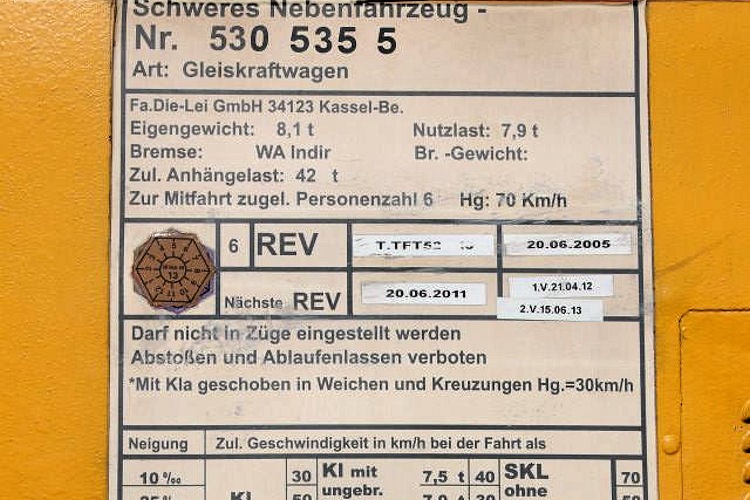 Schweres Nebenfahrzeug -
Nr. 530 535 5
Art: Gleiskraftwagen
Fa.Die-Lei GmbH 34123 Kassel-Be.
Eigengewicht: 8,1 t Nutzlast: 7,9 t
Bremse: WA Indir Br. -Gewicht:
Zul. Anhängelast: 42 t
Zur Mitfahrt zugel. Personenzahl 6 Hg: 70 Km/h
6 REV 20.06.2005
Nächste REV 20.06.2011 1.V.21.04.12
2.V.15.06.13
Darf nicht in Züge eingestellt werden
Abstoßen und Ablaufenlassen verboten
*Mit Kla geschoben in Weichen und Kreuzungen Hg.=30km/h
Neigung Zul. Geschwindigkeit in km/h bei der Fahrt als
10 ‰ 30 Kl mit 7,5 t 40 SKL 70
ungebr. ohne